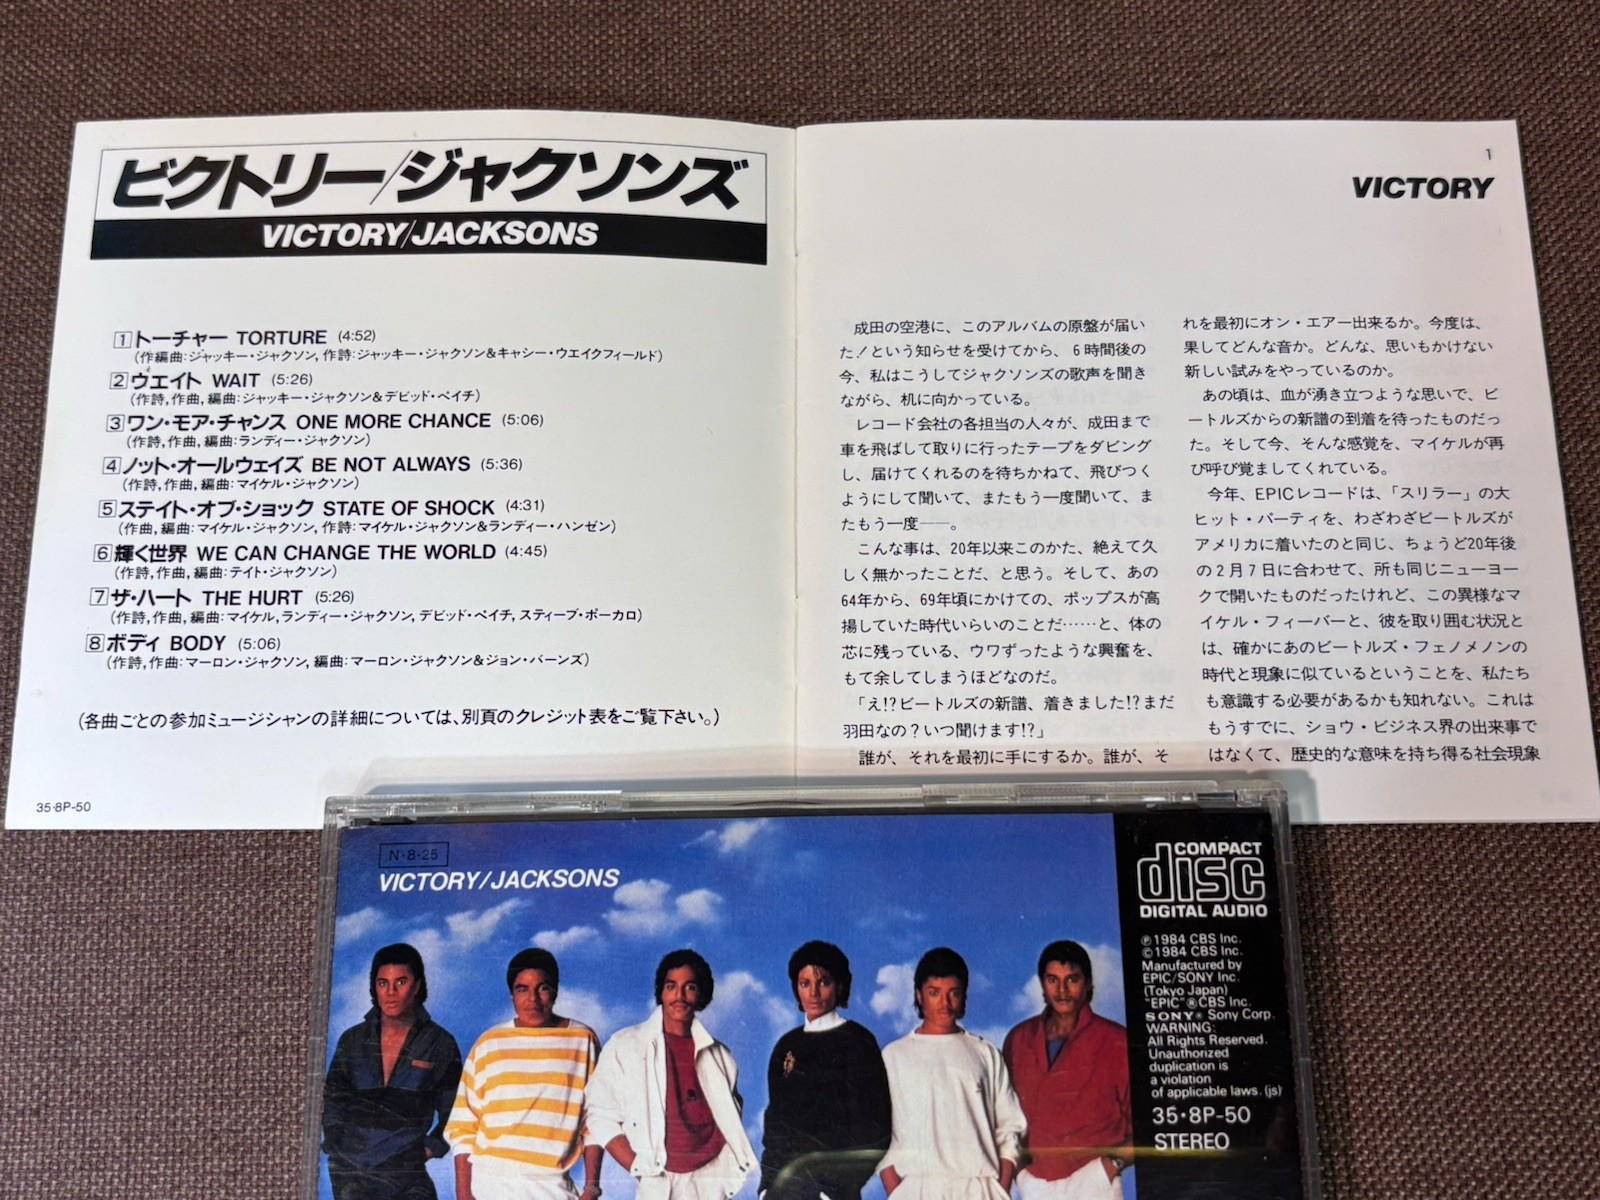 ビクトリー/ジャクソンズ
VICTORY/JACKSONS
1 トーチャー TORTURE (4:52)
(作編曲:ジャッキー・ジャクソン, 作詩:ジャッキー・ジャクソン&キャシー・ウエイクフィールド)
2 ウェイト WAIT (5:26)
(作詩, 作曲, 編曲:ジャッキー・ジャクソン&デビッド・ペイチ)
3 ワン・モア・チャンス ONE MORE CHANCE (5:06)
(作詩, 作曲, 編曲:ランディー・ジャクソン)
4 ノット・オールウェイズ BE NOT ALWAYS (5:36)
(作詩, 作曲, 編曲:マイケル・ジャクソン)
5 ステイト・オブ・ショック STATE OF SHOCK (4:31)
(作曲, 編曲:マイケル・ジャクソン, 作詩:マイケル・ジャクソン&ランディー・ハンゼン)
6 輝く世界 WE CAN CHANGE THE WORLD (4:45)
(作詩, 作曲, 編曲:テイト・ジャクソン)
7 ザ・ハート THE HURT (5:26)
(作詩, 作曲, 編曲:マイケル, ランディー・ジャクソン, デビッド・ペイチ, スティーブ・ポーカロ)
8 ボディ BODY (5:06)
(作詩, 作曲:マーロン・ジャクソン, 編曲:マーロン・ジャクソン&ジョン・バーンズ)
(各曲ごとの参加ミュージシャンの詳細については、別頁のクレジット表をご覧下さい。)
35・8P-50
1
VICTORY
成田の空港に、このアルバムの原盤が届い
た！という知らせを受けてから、6時間後の
今、私はこうしてジャクソンズの歌声を聞き
ながら、机に向かっている。
レコード会社の各担当の人々が、成田まで
車を飛ばして取りに行ったテープをダビング
し、届けてくれるのを待ちかねて、飛びつく
ようにして聞いて、またもう一度聞いて、ま
たもう一度——。
こんな事は、20年以来このかた、絶えて久
しく無かったことだ、と思う。そして、あの
64年から、69年頃にかけての、ポップスが高
揚していた時代いらいのことだ……と、体の
芯に残っている、ウワずったような興奮を、
もて余してしまうほどなのだ。
「え!?ビートルズの新譜、着きました!?まだ
羽田なの？いつ聞けます!?」
誰が、それを最初に手にするか。誰が、そ
れを最初にオン・エアー出来るか。今度は、
果してどんな音か。どんな、思いもかけない
新しい試みをやっているのか。
あの頃は、血が湧き立つような思いで、ビ
ートルズからの新譜の到着を待ったものだっ
た。そして今、そんな感覚を、マイケルが再
び呼び覚ましてくれている。
今年、EPICレコードは、「スリラー」の大
ヒット・パーティを、わざわざビートルズが
アメリカに着いたのと同じ、ちょうど20年後
の2月7日に合わせて、所も同じニューヨー
クで開いたものだったけれど、この異様なマ
イケル・フィーバーと、彼を取り囲む状況と
は、確かにあのビートルズ・フェノメノンの
時代と現象に似ているということを、私たち
も意識する必要があるかも知れない。これは
もうすでに、ショウ・ビジネス界の出来事で
はなくて、歴史的な意味を持ち得る社会現象
N・8・25
VICTORY/JACKSONS
COMPACT
disc
DIGITAL AUDIO
℗1984 CBS Inc.
©1984 CBS Inc.
Manufactured by
EPIC/SONY Inc.
(Tokyo Japan)
"EPIC"®CBS Inc.
SONY® Sony Corp.
WARNING:
All Rights Reserved.
Unauthorized
duplication is
a violation
of applicable laws. (js)
35・8P-50
STEREO